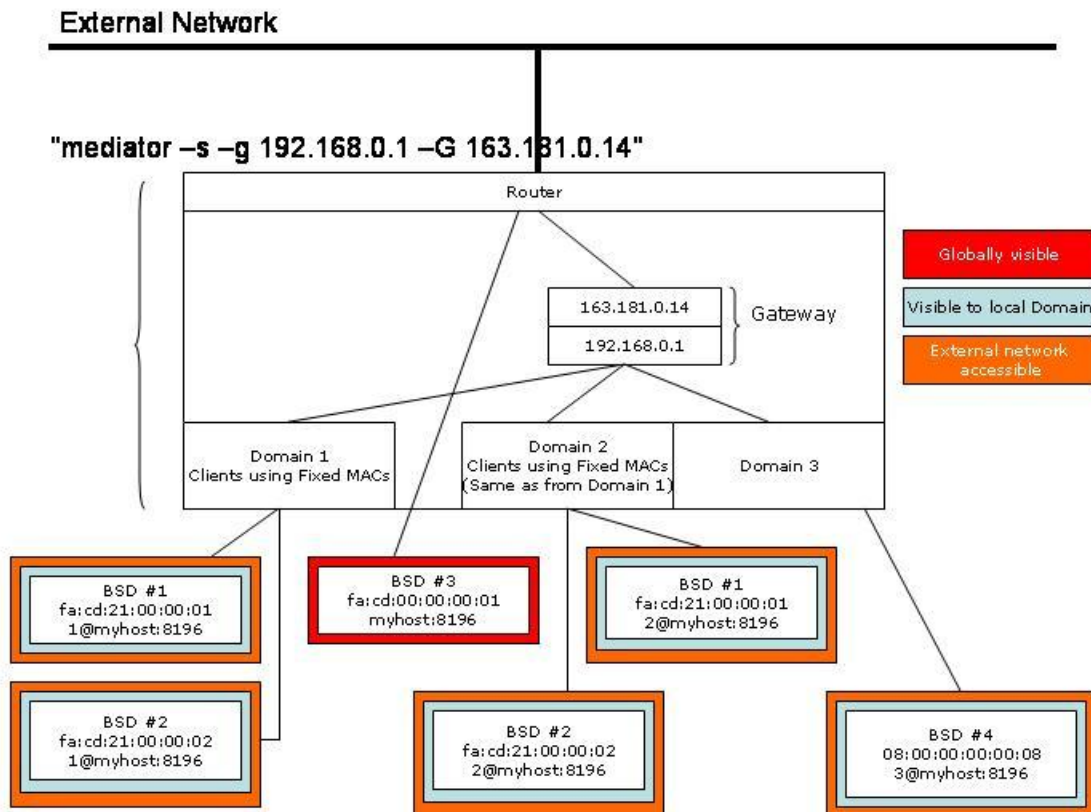 External Network
"mediator –s –g 192.168.0.1 –G 163.181.0.14"
Router
Globally visible
Visible to local Domain
External network
accessible
163.181.0.14
192.168.0.1
Gateway
Domain 1
Clients using Fixed MACs
Domain 2
Clients using Fixed MACs
(Same as from Domain 1)
Domain 3
BSD #1
fa:cd:21:00:00:01
1@myhost:8196
BSD #3
fa:cd:00:00:00:01
myhost:8196
BSD #1
fa:cd:21:00:00:01
2@myhost:8196
BSD #2
fa:cd:21:00:00:02
1@myhost:8196
BSD #2
fa:cd:21:00:00:02
2@myhost:8196
BSD #4
08:00:00:00:00:08
3@myhost:8196